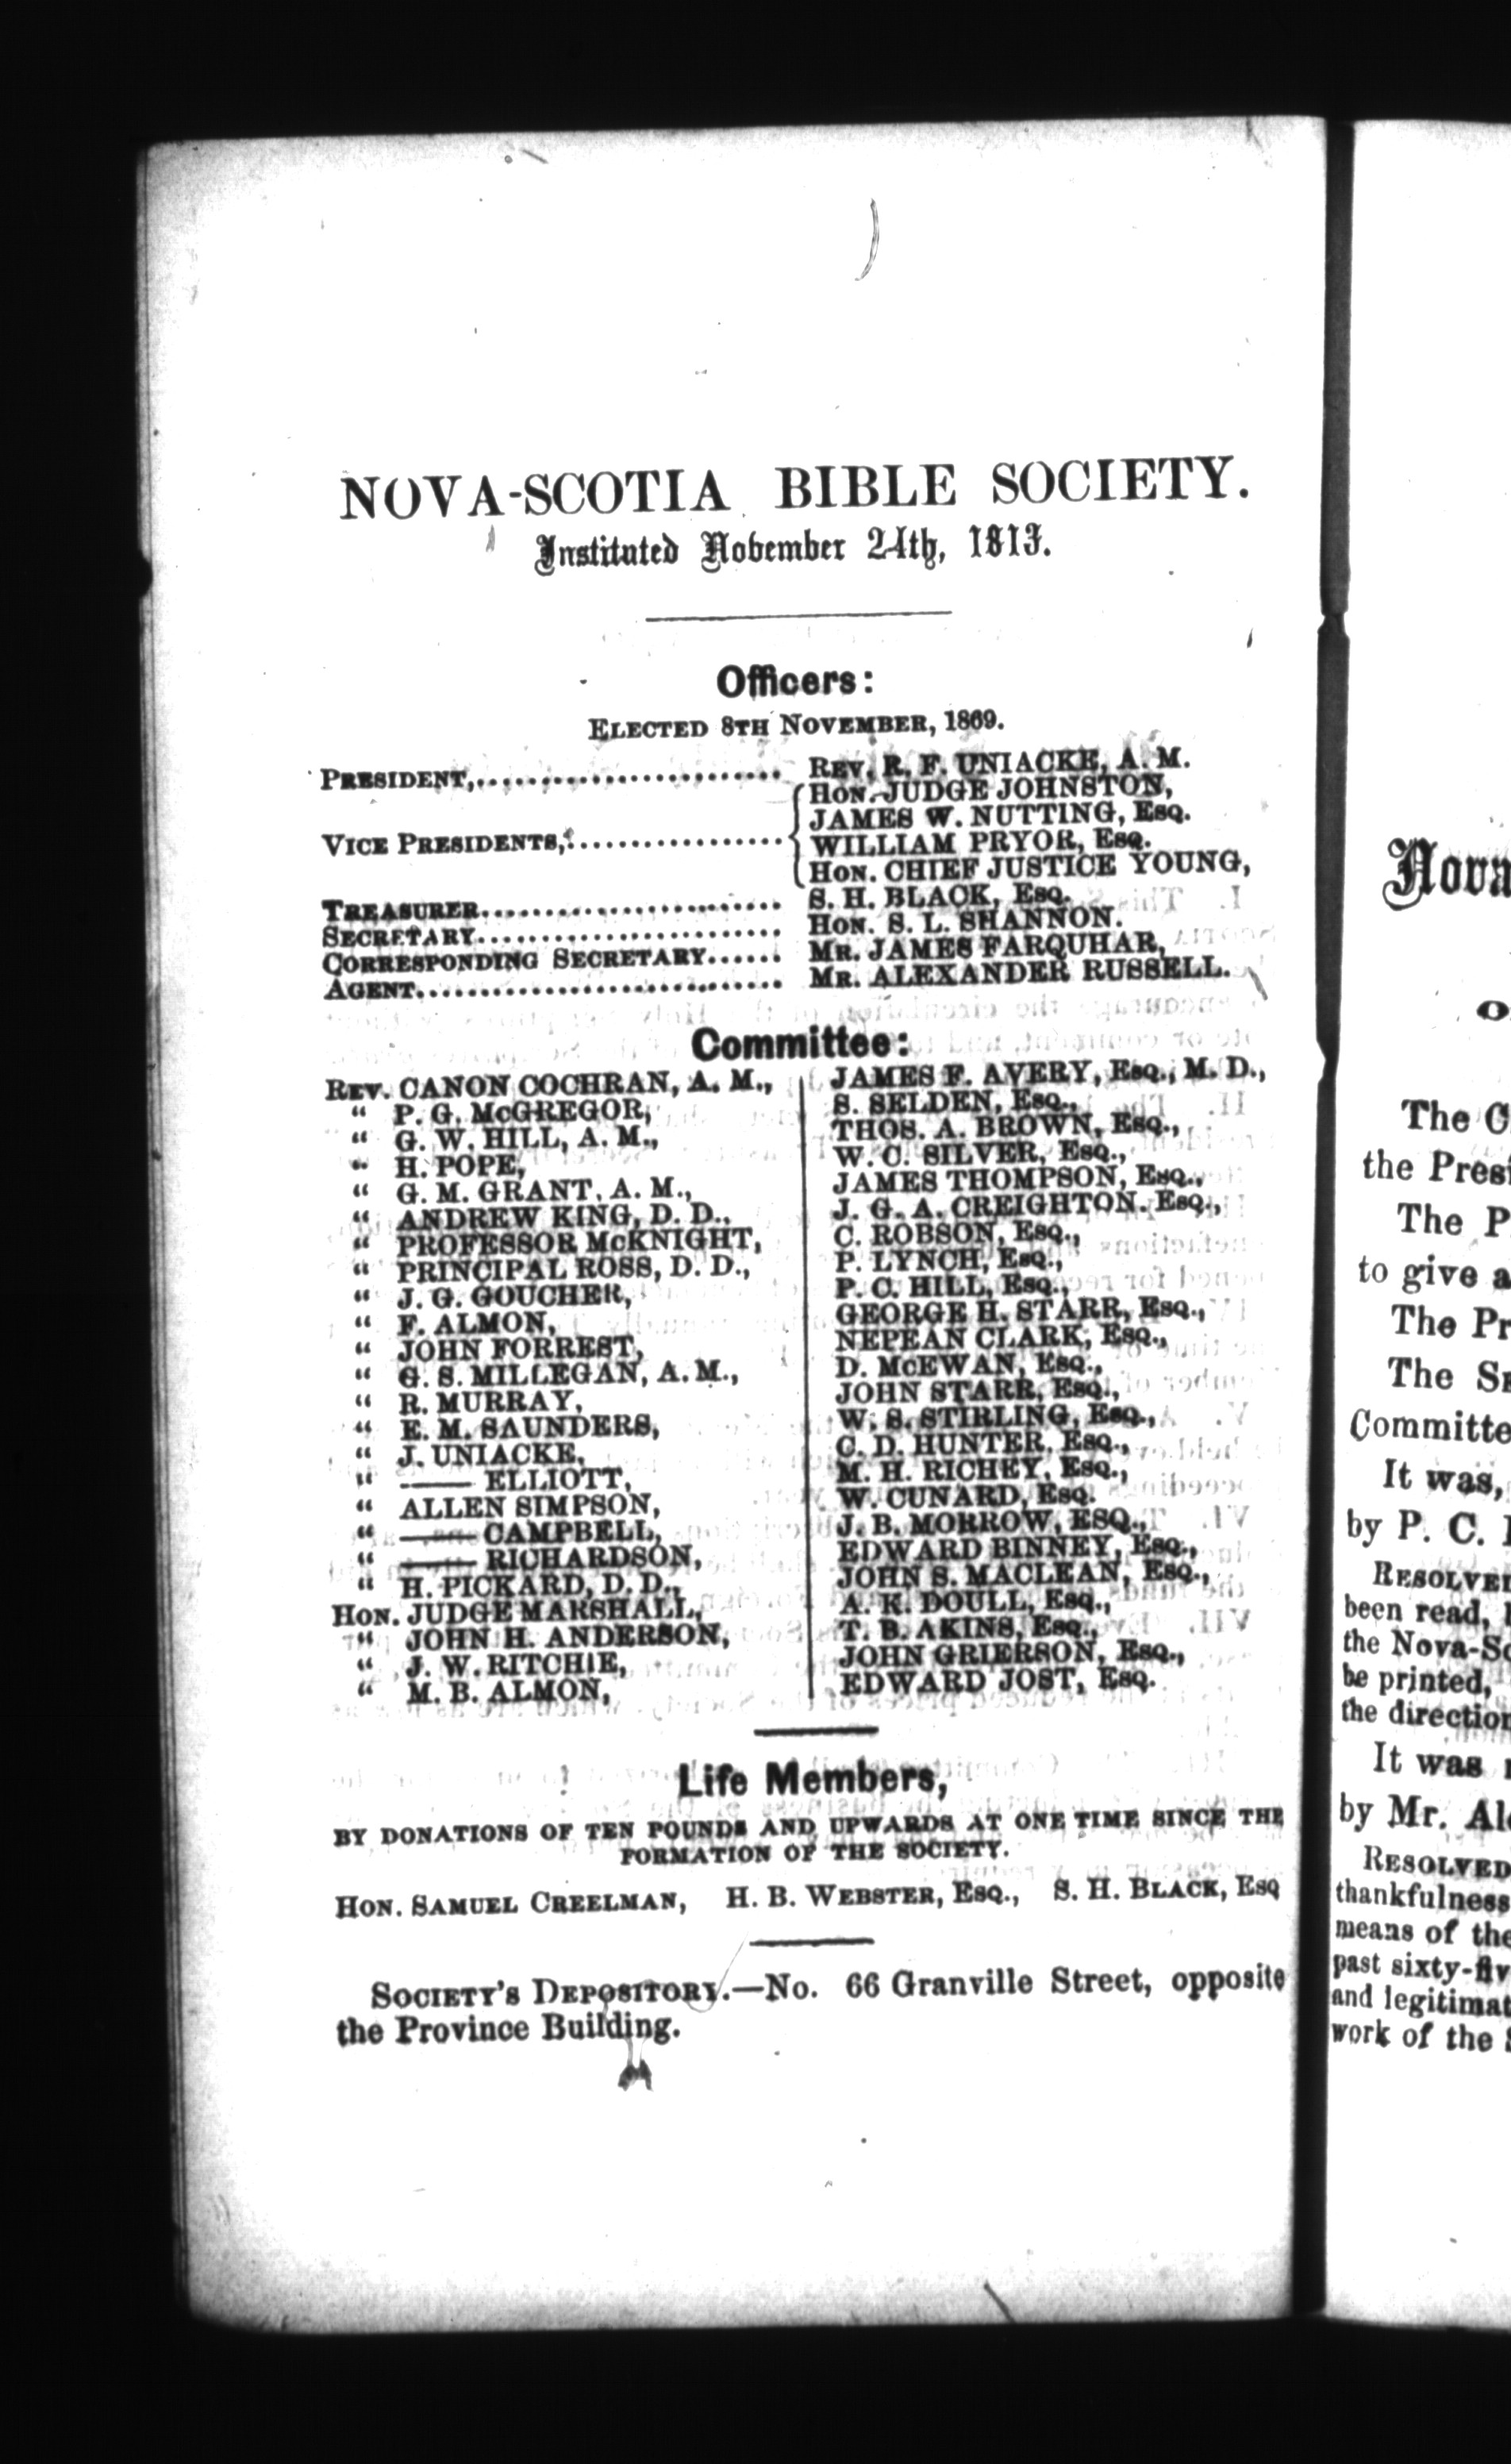 NOVA-SCOTIA BIBLE SOCIETY.
Instituted November 24th, 1813.
Officers:
ELECTED 8TH NOVEMBER, 1869.
PRESIDENT,........................ REV. R. F. UNIACKE, A. M.
VICE PRESIDENTS,................. HON. JUDGE JOHNSTON,
JAMES W. NUTTING, ESQ.
WILLIAM PRYOR, ESQ.
HON. CHIEF JUSTICE YOUNG,
TREASURER........................ S. H. BLACK, ESQ.
SECRETARY........................ HON. S. L. SHANNON.
CORRESPONDING SECRETARY...... MR. JAMES FARQUHAR,
AGENT............................. MR. ALEXANDER RUSSELL.
Committee:
REV. CANON COCHRAN, A. M.,
“ P. G. McGREGOR,
“ G. W. HILL, A. M.,
“ H. POPE,
“ G. M. GRANT, A. M.,
“ ANDREW KING, D. D.,
“ PROFESSOR McKNIGHT,
“ PRINCIPAL ROSS, D. D.,
“ J. G. GOUCHER,
“ F. ALMON,
“ JOHN FORREST,
“ G. S. MILLEGAN, A. M.,
“ R. MURRAY,
“ E. M. SAUNDERS,
“ J. UNIACKE,
“ —— ELLIOTT,
“ ALLEN SIMPSON,
“ —— CAMPBELL,
“ —— RICHARDSON,
“ H. PICKARD, D. D.,
HON. JUDGE MARSHALL,
“ JOHN H. ANDERSON,
“ J. W. RITCHIE,
“ M. B. ALMON,
JAMES F. AVERY, ESQ., M. D.,
S. SELDEN, ESQ.,
THOS. A. BROWN, ESQ.,
W. C. SILVER, ESQ.,
JAMES THOMPSON, ESQ.,
J. G. A. CREIGHTON. ESQ.,
C. ROBSON, ESQ.,
P. LYNCH, ESQ.,
P. C. HILL, ESQ.,
GEORGE H. STARR, ESQ.,
NEPEAN CLARK, ESQ.,
D. McEWAN, ESQ.,
JOHN STARR, ESQ.,
W. S. STIRLING, ESQ.,
C. D. HUNTER, ESQ.,
M. H. RICHEY, ESQ.,
W. CUNARD, ESQ.
J. B. MORROW, ESQ.,
EDWARD BINNEY, ESQ.,
JOHN S. MACLEAN, ESQ.,
A. K. DOULL, ESQ.,
T. B. AKINS, ESQ.,
JOHN GRIERSON, ESQ.,
EDWARD JOST, ESQ.
Life Members,
BY DONATIONS OF TEN POUNDS AND UPWARDS AT ONE TIME SINCE THE
FORMATION OF THE SOCIETY.
HON. SAMUEL CREELMAN, H. B. WEBSTER, ESQ., S. H. BLACK, ESQ
SOCIETY'S DEPOSITORY.—No. 66 Granville Street, opposite
the Province Building.
Nova
The C
the Presi
The P
to give a
The Pr
The
Committe
It was,
by P. C.
RESOLVED
been read,
the Nova-Sc
be printed,
the direction
It was
by Mr. Ale
RESOLVED
thankfulness
means of the
past sixty-fiv
and legitimat
work of the